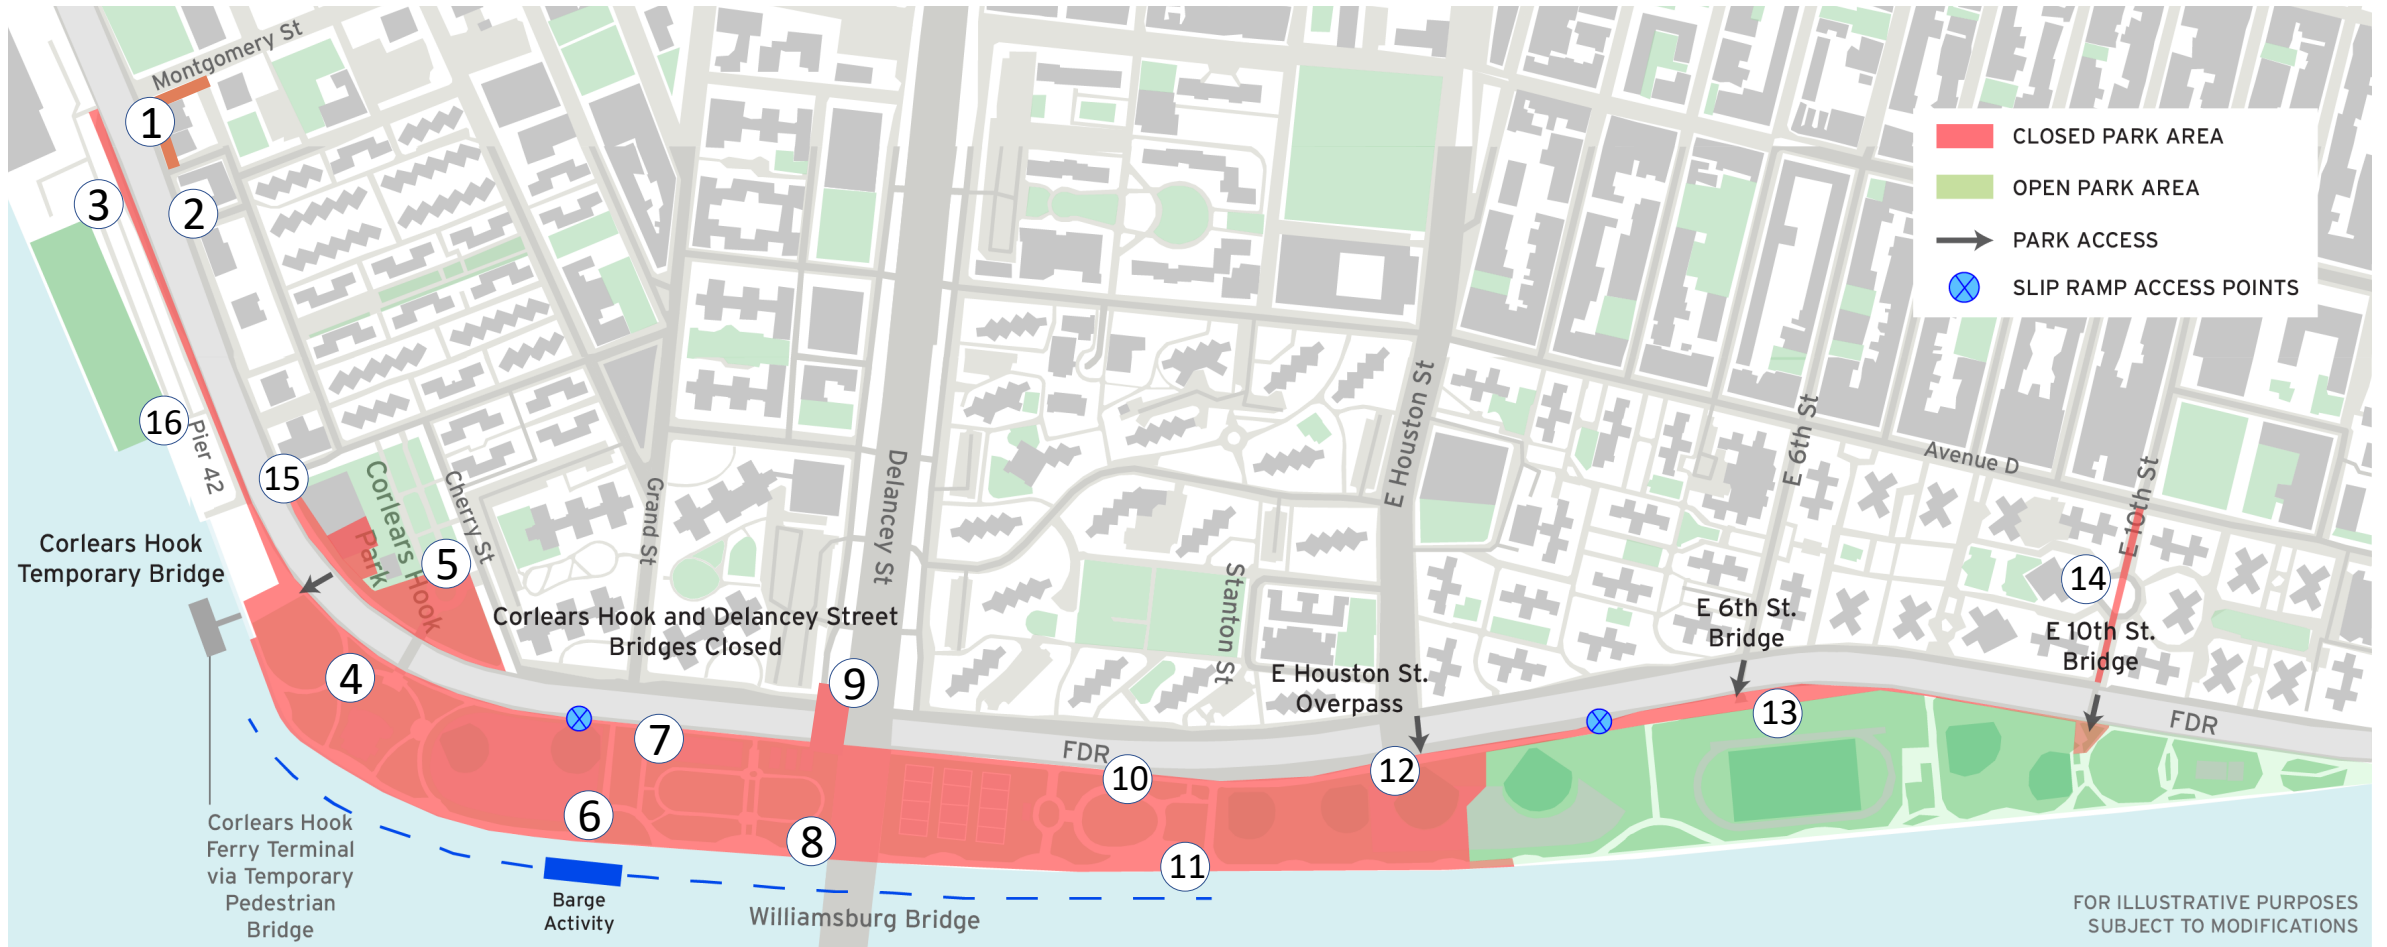 Montgomery St
1
2
3
16
Pier 42
15
Corlears Hook
Park
Cherry St
5
Grand St
Delancey St
Stanton St
E Houston St
E 6th St
Avenue D
E 10th St
CLOSED PARK AREA
OPEN PARK AREA
PARK ACCESS
SLIP RAMP ACCESS POINTS
Corlears Hook
Temporary Bridge
Corlears Hook and Delancey Street
Bridges Closed
E Houston St.
Overpass
E 6th St.
Bridge
14
E 10th St.
Bridge
4
9
7
6
8
FDR
10
11
12
13
FDR
Corlears Hook
Ferry Terminal
via Temporary
Pedestrian
Bridge
Barge
Activity
Williamsburg Bridge
FOR ILLUSTRATIVE PURPOSES
SUBJECT TO MODIFICATIONS